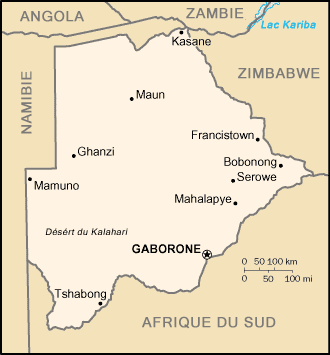 ANGOLA
ZAMBIE
Lac Kariba
Kasane
ZIMBABWE
NAMIBIE
Maun
Francistown
Ghanzi
Bobonong
Serowe
Mamuno
Mahalapye
Désért du Kalahari
GABORONE
0 50 100 km
0 50 100 mi
Tshabong
AFRIQUE DU SUD